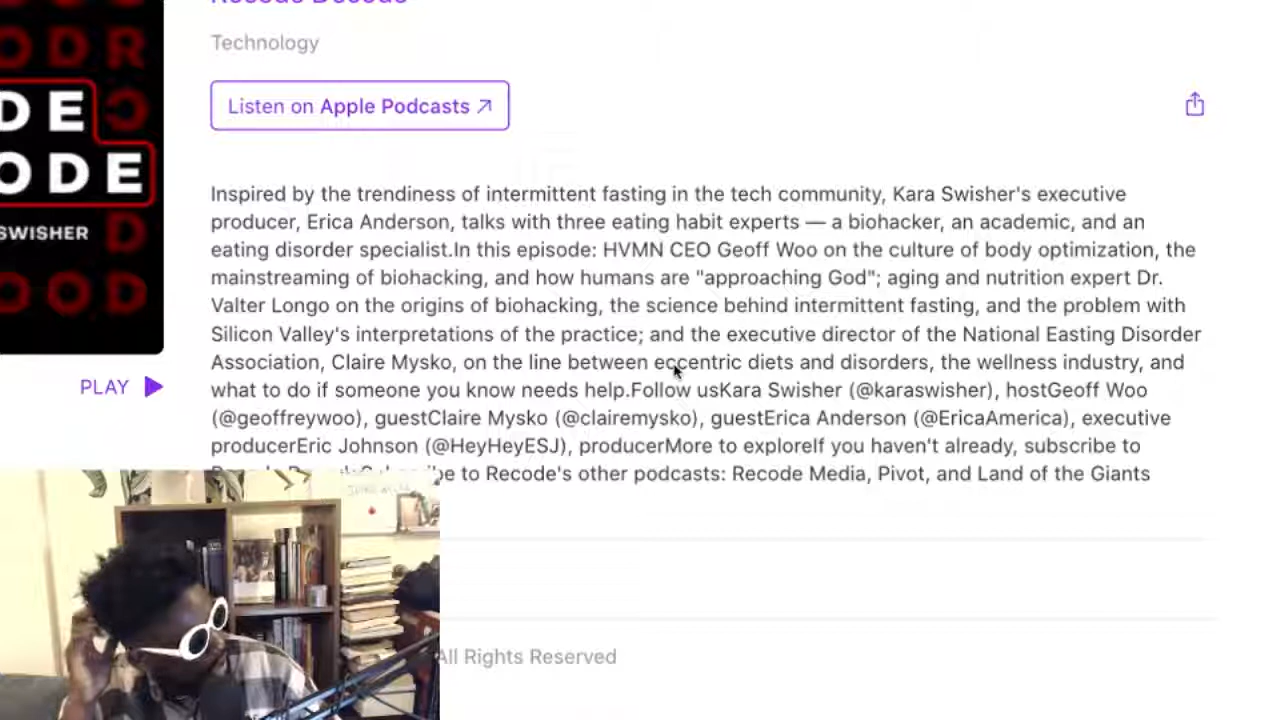 Recode Decode
Technology
Listen on Apple Podcasts
ODR
DE
ODE
SWISHER
D
OOD
PLAY
Inspired by the trendiness of intermittent fasting in the tech community, Kara Swisher's executive
producer, Erica Anderson, talks with three eating habit experts — a biohacker, an academic, and an
eating disorder specialist.In this episode: HVMN CEO Geoff Woo on the culture of body optimization, the
mainstreaming of biohacking, and how humans are "approaching God"; aging and nutrition expert Dr.
Valter Longo on the origins of biohacking, the science behind intermittent fasting, and the problem with
Silicon Valley's interpretations of the practice; and the executive director of the National Easting Disorder
Association, Claire Mysko, on the line between eccentric diets and disorders, the wellness industry, and
what to do if someone you know needs help.Follow usKara Swisher (@karaswisher), hostGeoff Woo
(@geoffreywoo), guestClaire Mysko (@clairemysko), guestErica Anderson (@EricaAmerica), executive
producerEric Johnson (@HeyHeyESJ), producerMore to exploreIf you haven't already, subscribe to
to Recode's other podcasts: Recode Media, Pivot, and Land of the Giants
All Rights Reserved